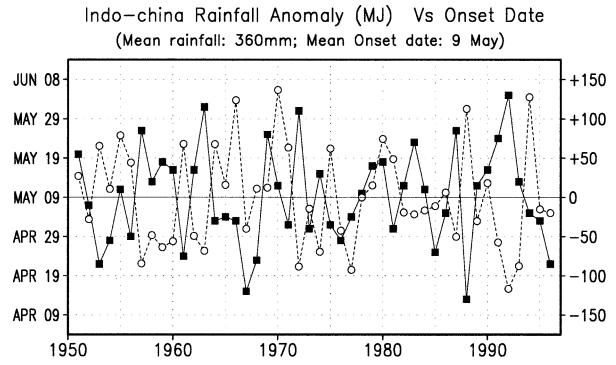 Indo-china Rainfall Anomaly (MJ) Vs Onset Date
(Mean rainfall: 360mm; Mean Onset date: 9 May)
JUN 08 +150
MAY 29 +100
MAY 19 +50
MAY 09 0
APR 29 -50
APR 19 -100
APR 09 -150
1950 1960 1970 1980 1990